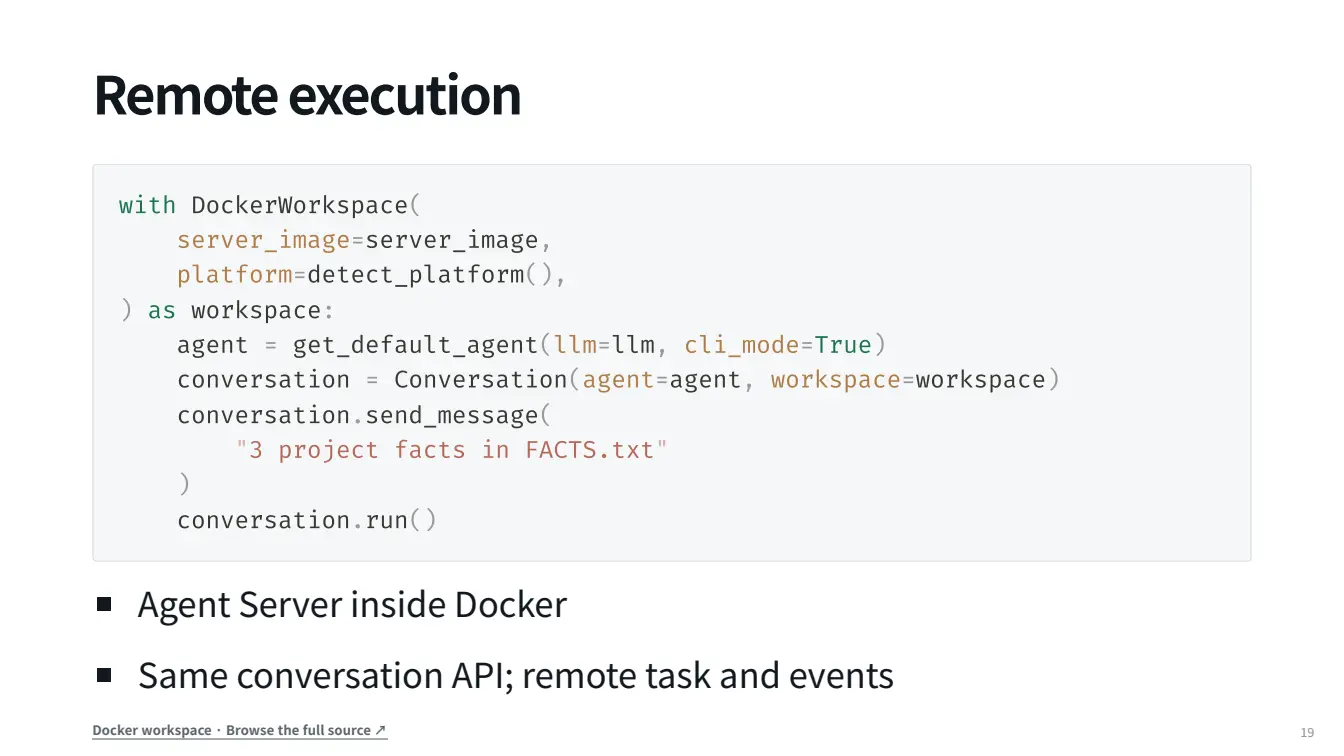 Remote execution
with DockerWorkspace(
    server_image=server_image,
    platform=detect_platform(),
) as workspace:
    agent = get_default_agent(llm=llm, cli_mode=True)
    conversation = Conversation(agent=agent, workspace=workspace)
    conversation.send_message(
        "3 project facts in FACTS.txt"
    )
    conversation.run()
■ Agent Server inside Docker
■ Same conversation API; remote task and events
Docker workspace · Browse the full source ↗
19